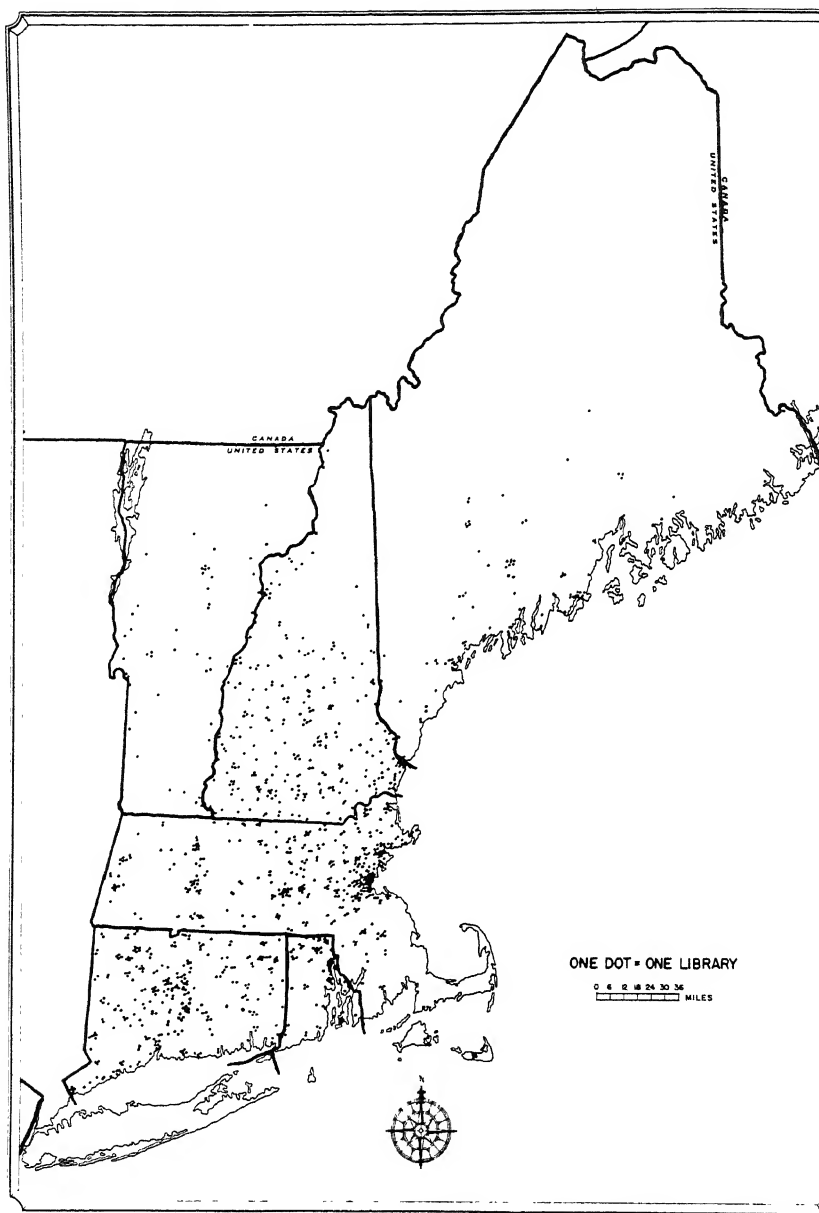 CANADA
UNITED STATES
CANADA
UNITED STATES
ONE DOT = ONE LIBRARY
0 6 12 18 24 30 36
MILES
N